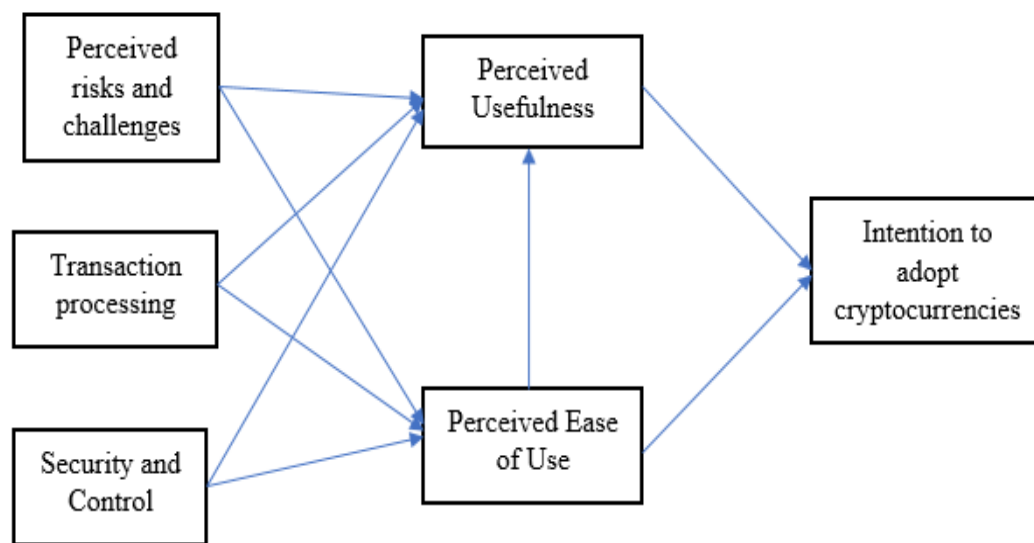 Perceived
risks and
challenges
Perceived
Usefulness
Transaction
processing
Intention to
adopt
cryptocurrencies
Security and
Control
Perceived Ease
of Use